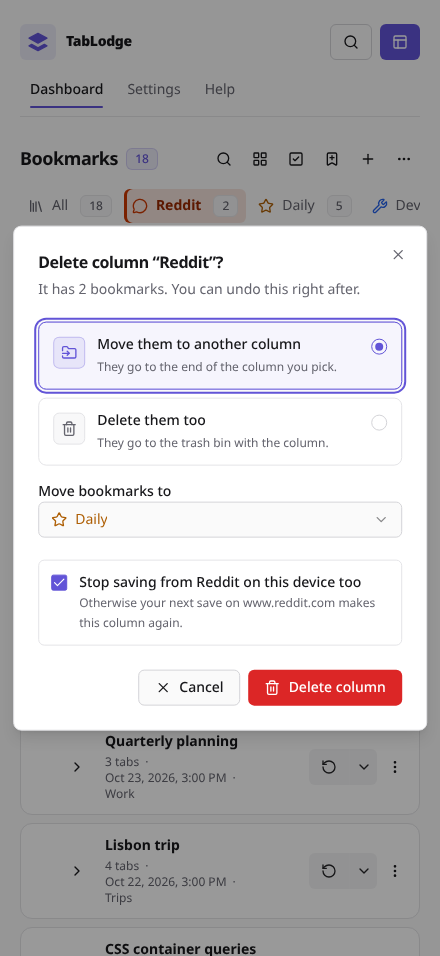 TabLodge
Dashboard Settings Help
Bookmarks 18
All 18 Reddit 2 Daily 5 Dev
Delete column “Reddit”?
It has 2 bookmarks. You can undo this right after.
Move them to another column
They go to the end of the column you pick.
Delete them too
They go to the trash bin with the column.
Move bookmarks to
Daily
Stop saving from Reddit on this device too
Otherwise your next save on www.reddit.com makes
this column again.
Cancel Delete column
Quarterly planning
3 tabs ·
Oct 23, 2026, 3:00 PM ·
Work
Lisbon trip
4 tabs ·
Oct 22, 2026, 3:00 PM ·
Trips
CSS container queries